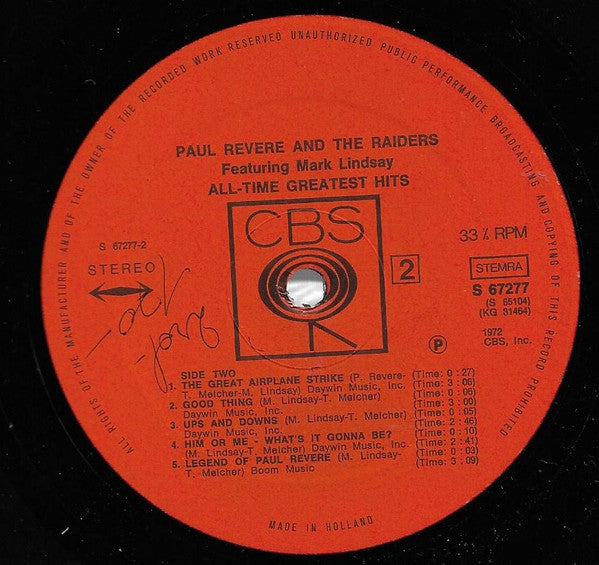 ALL RIGHTS OF THE MANUFACTURER AND OF THE OWNER OF THE RECORDED WORK RESERVED UNAUTHORIZED PUBLIC PERFORMANCE BROADCASTING AND COPYING OF THIS RECORD PROHIBITED
PAUL REVERE AND THE RAIDERS
Featuring Mark Lindsay
ALL-TIME GREATEST HITS
CBS
S 67277-2
STEREO
2
33⅓ RPM
STEMRA
S 67277
(S 65104)
(KG 31464)
P
1972
CBS, Inc.
SIDE TWO (Time: 0 : 27)
1. THE GREAT AIRPLANE STRIKE (P. Revere- (Time: 3 : 06)
T. Melcher-M. Lindsay) Daywin Music, Inc. (Time: 0 : 06)
2. GOOD THING (M. Lindsay-T. Melcher) (Time: 3 : 00)
Daywin Music, Inc. (Time: 0 : 05)
3. UPS AND DOWNS (M. Lindsay-T. Melcher) (Time: 2 : 46)
Daywin Music, Inc. (Time: 0 : 10)
4. HIM OR ME - WHAT'S IT GONNA BE? (Time: 2 : 41)
(M. Lindsay-T. Melcher) Daywin Music, Inc. (Time: 0 : 03)
5. LEGEND OF PAUL REVERE (M. Lindsay- (Time: 3 : 09)
T. Melcher) Boom Music
MADE IN HOLLAND